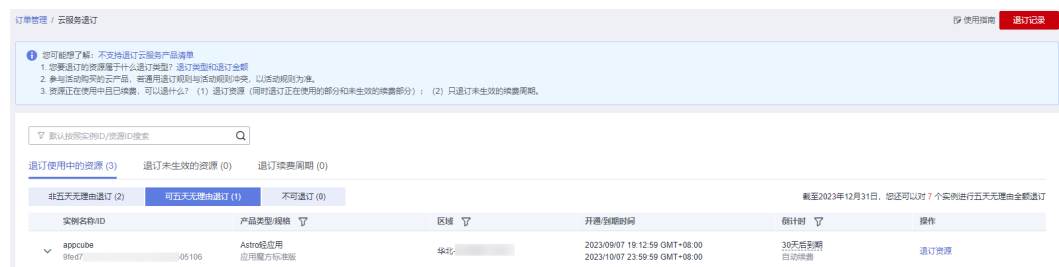 订单管理 / 云服务退订
使用指南 退订记录
您可能想了解：不支持退订云服务产品清单
1. 您要退订的资源属于什么退订类型？退订类型和退订金额
2. 参与活动购买的云产品，若通用退订规则与活动规则冲突，以活动规则为准。
3. 资源正在使用中且已续费，可以退什么？（1）退订资源（同时退订正在使用的部分和未生效的续费部分）；（2）只退订未生效的续费周期。
默认按照实例ID/资源ID搜索
退订使用中的资源 (3) 退订未生效的资源 (0) 退订续费周期 (0)
非五天无理由退订 (2) 可五天无理由退订 (1) 不可退订 (0) 截至2023年12月31日，您还可以对 7 个实例进行五天无理由全额退订
实例名称/ID 产品类型/规格 区域 开通/到期时间 倒计时 操作
appcube Astro轻应用 华北- 2023/09/07 19:12:59 GMT+08:00 30天后到期 退订资源
9fed7 05106 应用魔方标准版 2023/10/07 23:59:59 GMT+08:00 自动续费